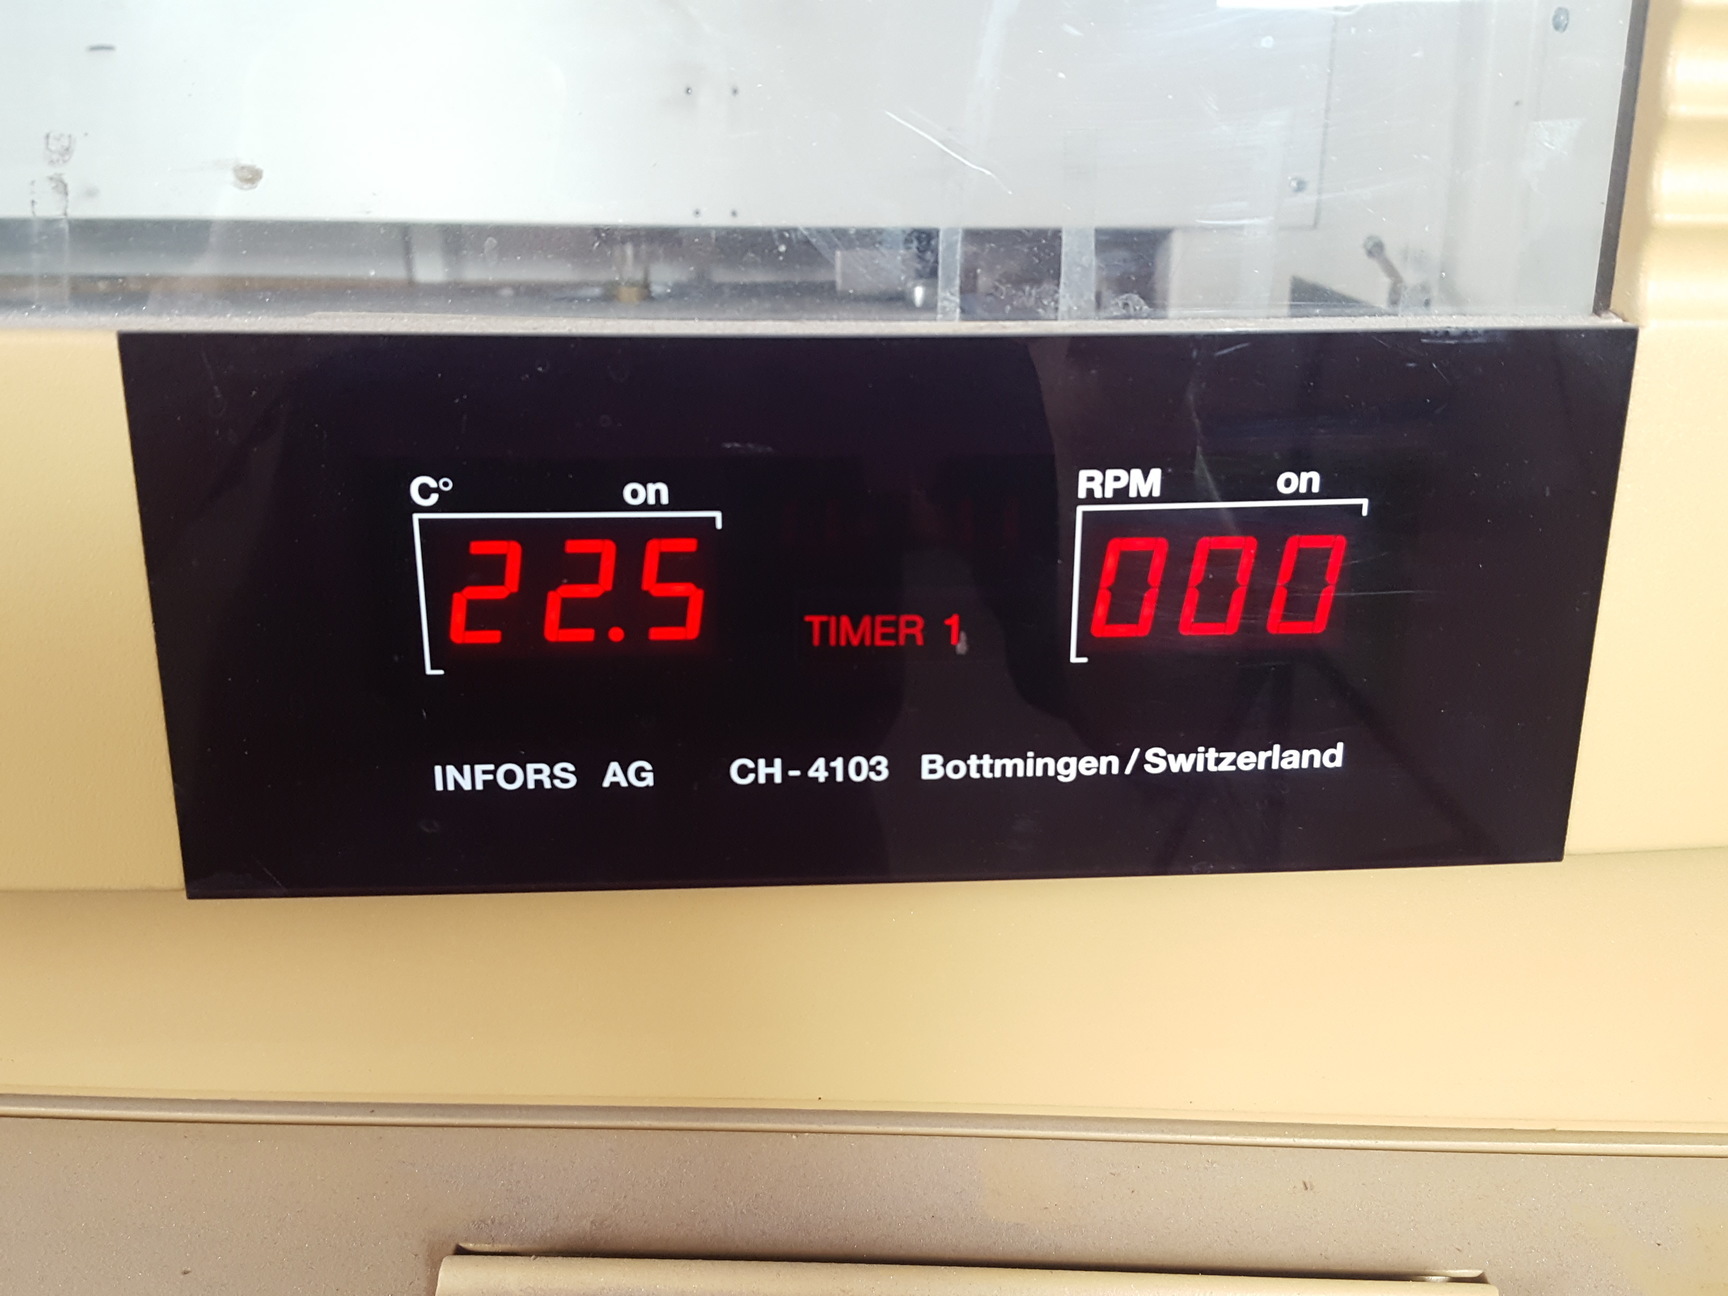 C° on RPM on
22.5 TIMER 1 000
INFORS AG CH-4103 Bottmingen/Switzerland